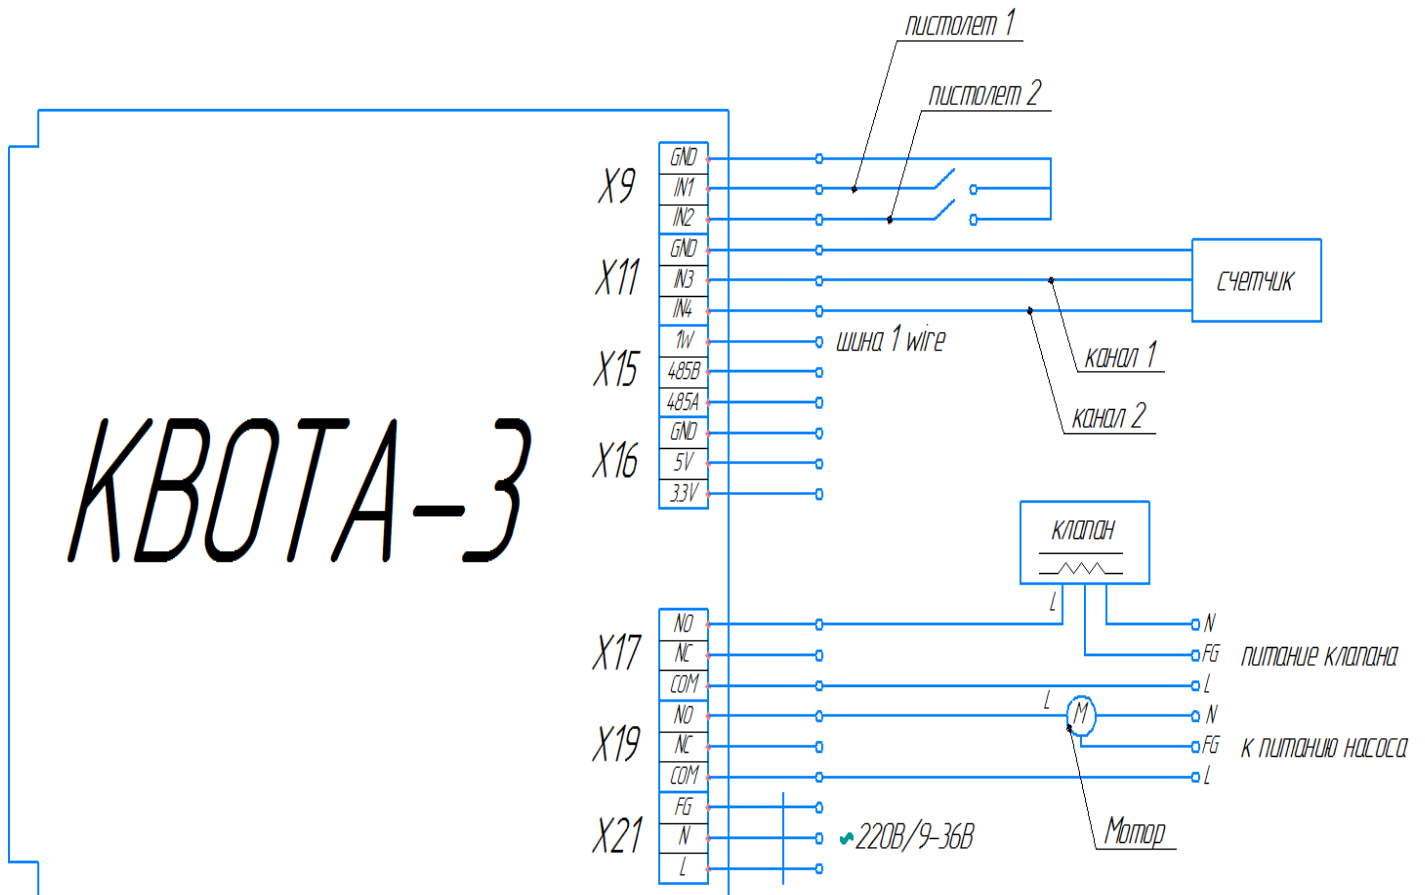 пистолет 1
пистолет 2
X9
GND
IN1
IN2
X11
GND
IN3
IN4
счетчик
канал 1
канал 2
X15
1W
485B
485A
шина 1 wire
X16
GND
5V
3.3V
КВОТА-3
клапан
L
X17
NO
NC
COM
N
FG
L
питание клапана
X19
NO
NC
COM
L
M
N
FG
L
к питанию насоса
Мотор
X21
FG
N
L
~220В/9-36В